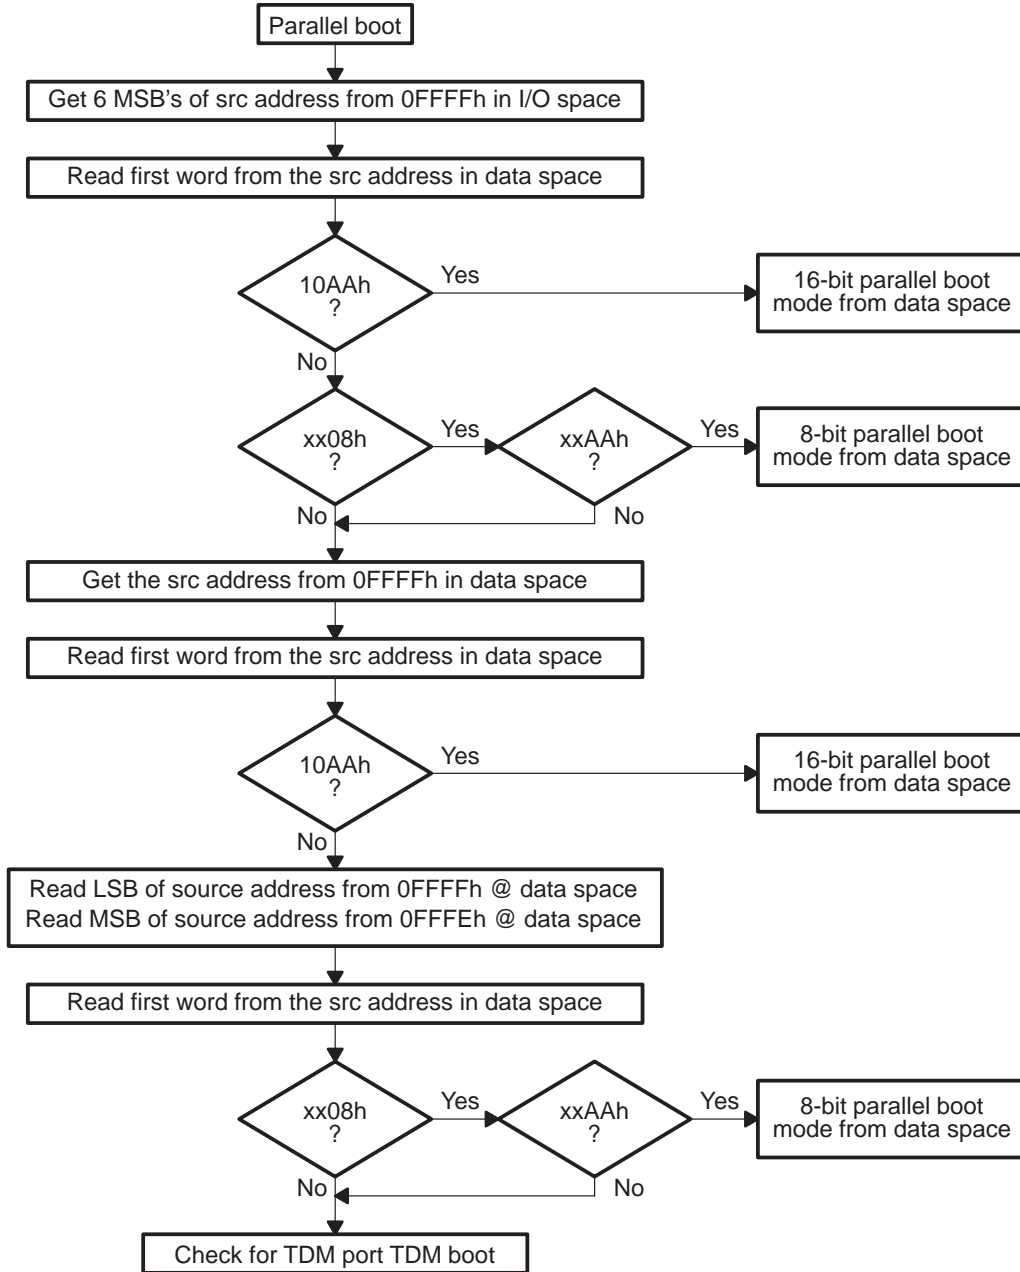 Parallel boot
Get 6 MSB's of src address from 0FFFFh in I/O space
Read first word from the src address in data space
10AAh
?
Yes
16-bit parallel boot
mode from data space
No
xx08h
?
Yes
xxAAh
?
Yes
8-bit parallel boot
mode from data space
No
No
Get the src address from 0FFFFh in data space
Read first word from the src address in data space
10AAh
?
Yes
16-bit parallel boot
mode from data space
No
Read LSB of source address from 0FFFFh @ data space
Read MSB of source address from 0FFFEh @ data space
Read first word from the src address in data space
xx08h
?
Yes
xxAAh
?
Yes
8-bit parallel boot
mode from data space
No
No
Check for TDM port TDM boot